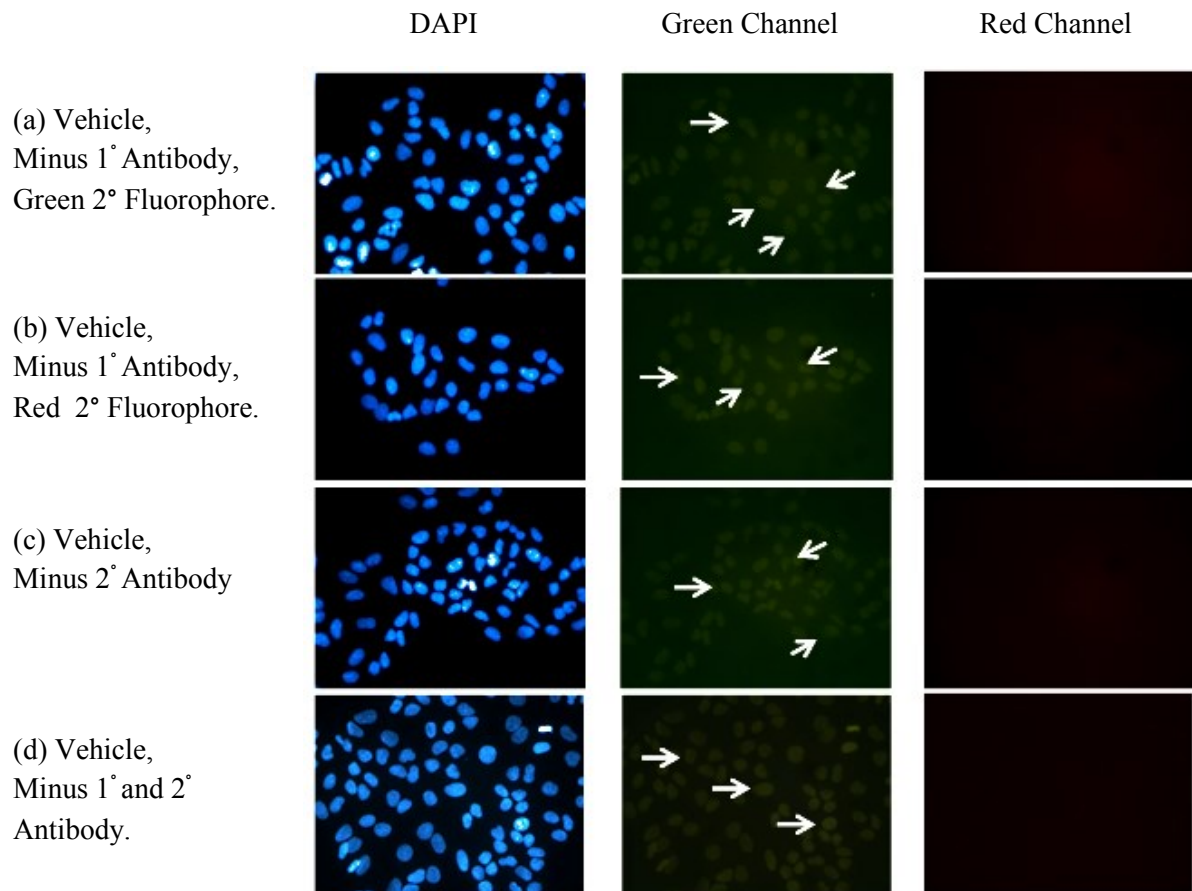 DAPI Green Channel Red Channel
(a) Vehicle,
Minus 1° Antibody,
Green 2° Fluorophore.
(b) Vehicle,
Minus 1° Antibody,
Red 2° Fluorophore.
(c) Vehicle,
Minus 2° Antibody
(d) Vehicle,
Minus 1° and 2°
Antibody.